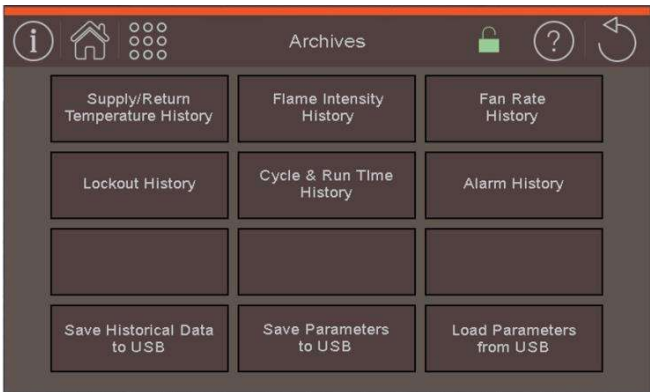 i
Archives
?
Supply/Return
Temperature History
Flame Intensity
History
Fan Rate
History
Lockout History
Cycle & Run TIme
History
Alarm History
Save Historical Data
to USB
Save Parameters
to USB
Load Parameters
from USB